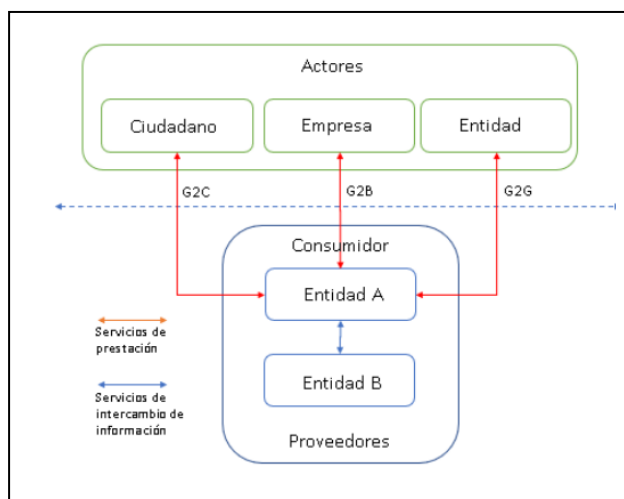 Actores
Ciudadano
Empresa
Entidad
G2C
G2B
G2G
Consumidor
Entidad A
Servicios de
prestación
Entidad B
Servicios de
intercambio de
información
Proveedores